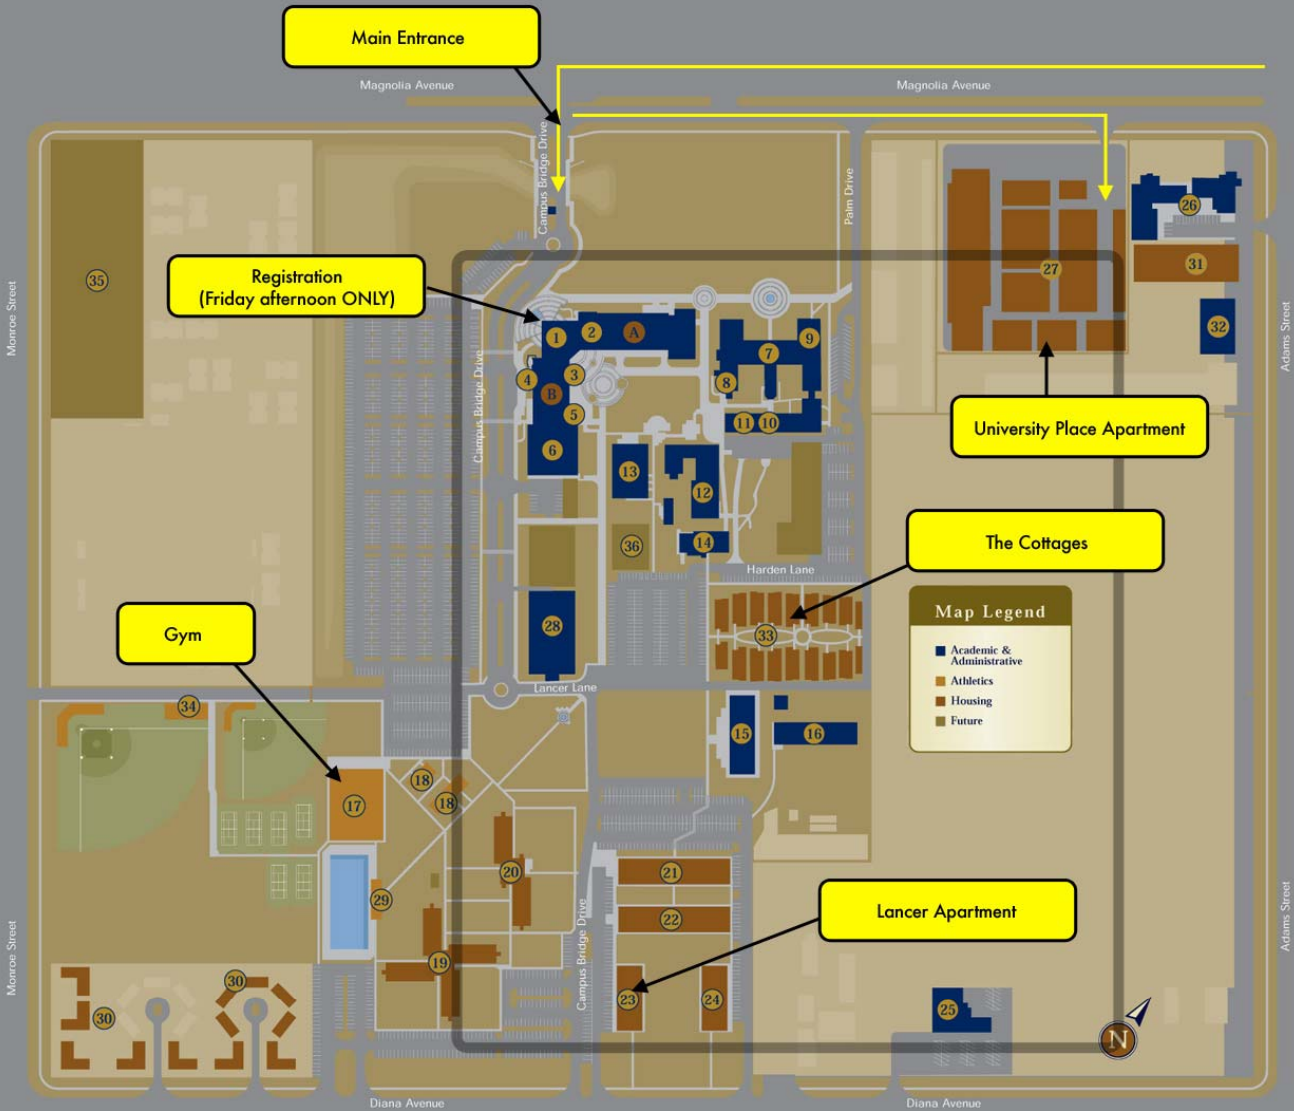 Main Entrance
Magnolia Avenue
Magnolia Avenue
Campus Bridge Drive
Palm Drive
Monroe Street
Adams Street
Registration
(Friday afternoon ONLY)
35
26
27
31
32
1
2
A
3
4
B
5
6
7
8
9
11
10
Campus Bridge Drive
University Place Apartment
13
12
14
36
Harden Lane
The Cottages
33
28
Lancer Lane
Map Legend
Academic &
Administrative
Athletics
Housing
Future
Gym
34
15
16
17
18
18
20
21
22
29
19
23
24
Lancer Apartment
Campus Bridge Drive
Monroe Street
Adams Street
30
30
25
N
Diana Avenue
Diana Avenue